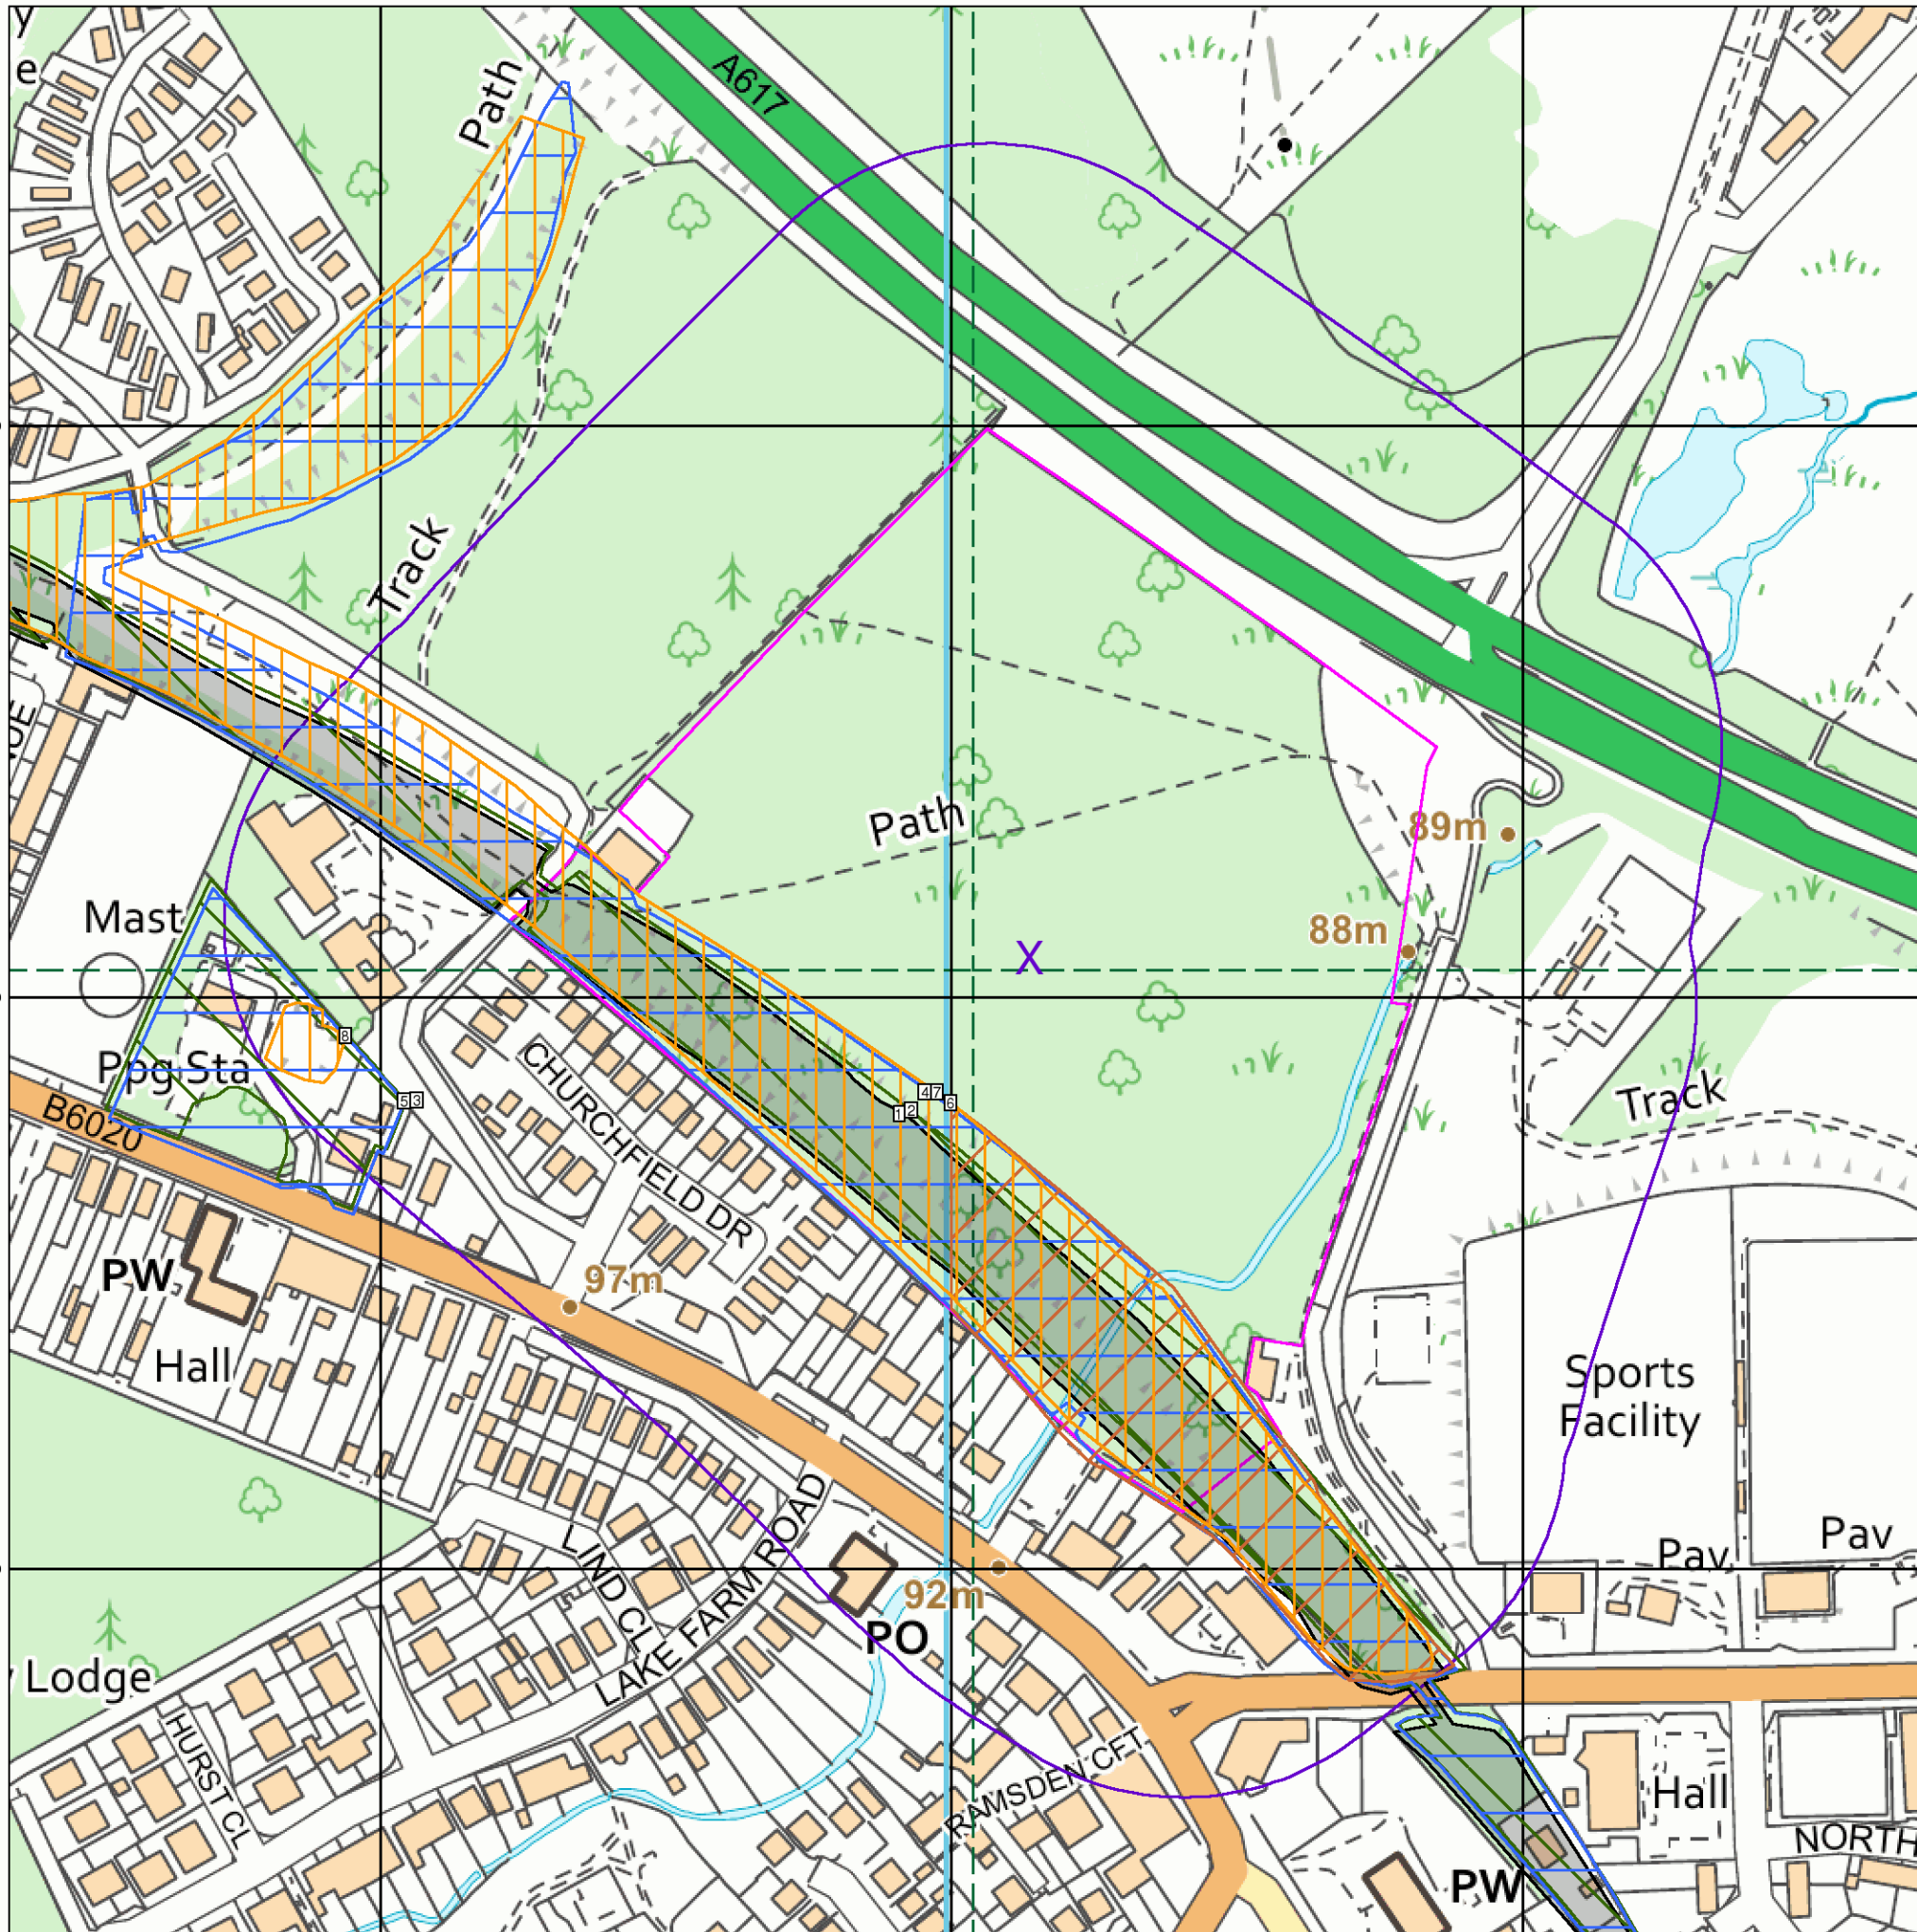 y
e
Path
A617
Track
UE
Path
89m
Mast
88m
X
Ppg Sta
8
53
B6020
CHURCHFIELD DR
47
6
12
Track
PW
97m
Hall
Sports
Facility
LIND CL
LAKE FARM ROAD
Pav
Pav
92m
PO
y Lodge
HURST CL
RAMSDEN CFT
Hall
NORTH
PW